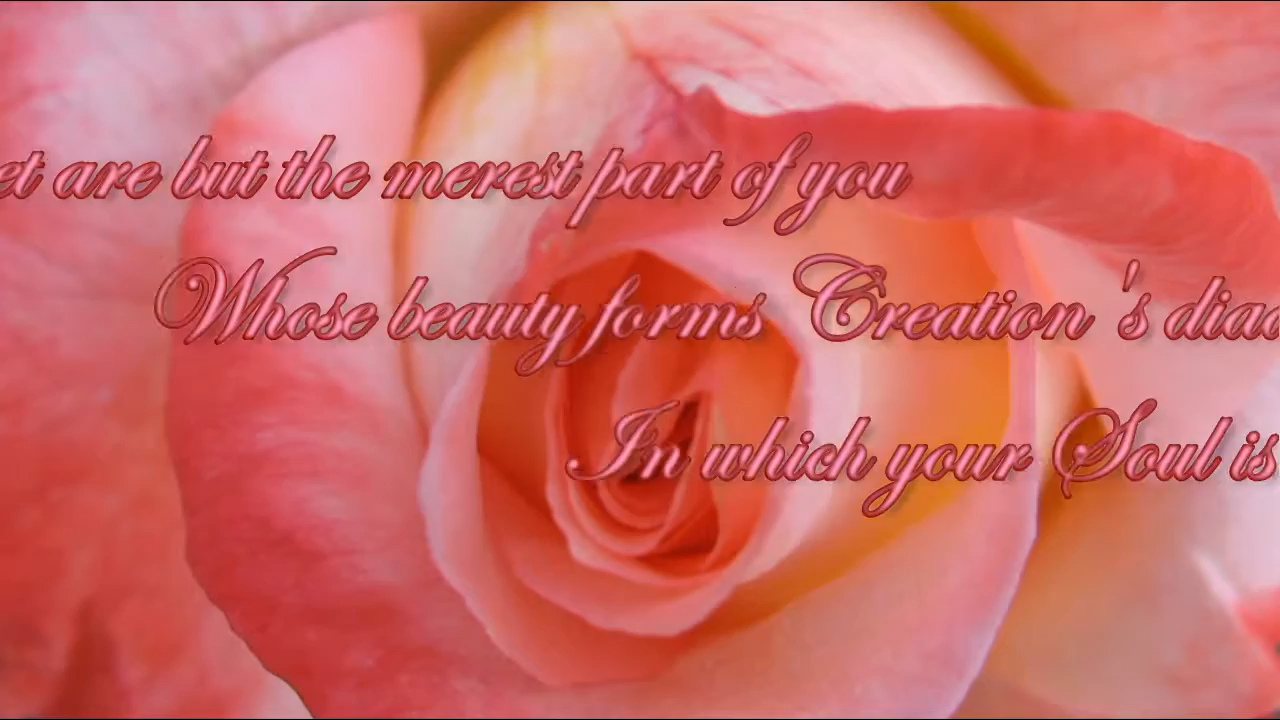 are but the merest part of you
Whose beauty forms Creation 's
In which your Soul is